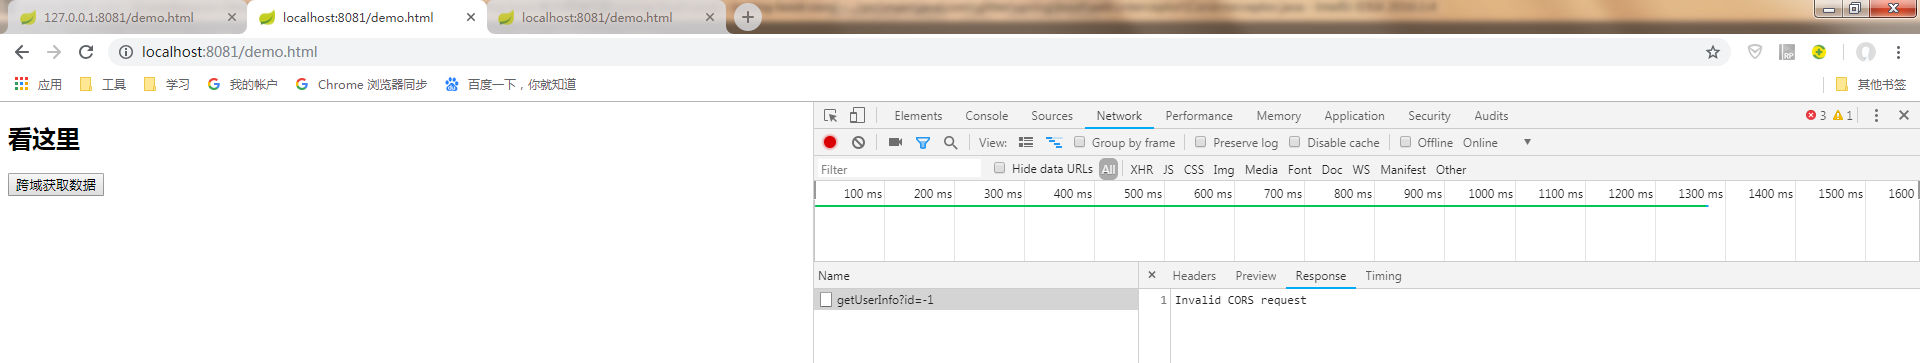 127.0.0.1:8081/demo.html
localhost:8081/demo.html
localhost:8081/demo.html
localhost:8081/demo.html
应用 工具 学习 我的帐户 Chrome 浏览器同步 百度一下，你就知道 其他书签
看这里
跨域获取数据
Elements Console Sources Network Performance Memory Application Security Audits 3 1
View: Group by frame Preserve log Disable cache Offline Online
Filter Hide data URLs All XHR JS CSS Img Media Font Doc WS Manifest Other
100 ms 200 ms 300 ms 400 ms 500 ms 600 ms 700 ms 800 ms 900 ms 1000 ms 1100 ms 1200 ms 1300 ms 1400 ms 1500 ms 1600
Name
getUserInfo?id=-1
Headers Preview Response Timing
1 Invalid CORS request